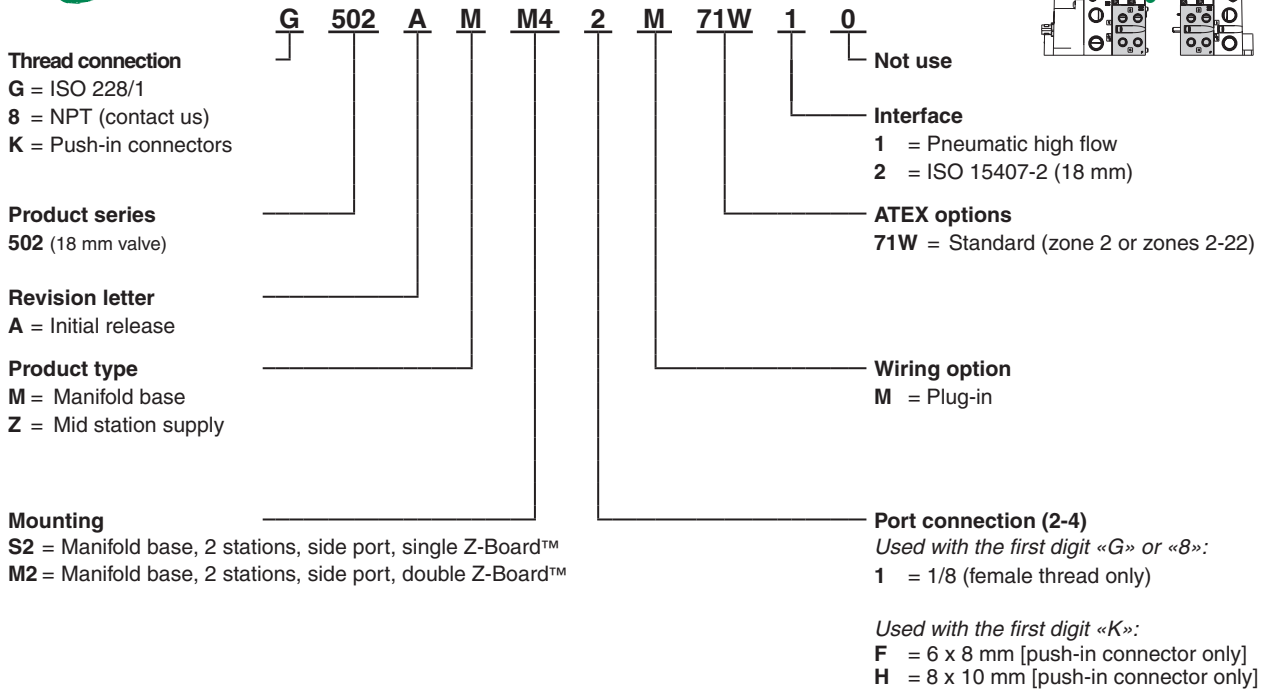 G 502 A M M4 2 M 71W 1 0
Thread connection
G = ISO 228/1
8 = NPT (contact us)
K = Push-in connectors
Product series
502 (18 mm valve)
Revision letter
A = Initial release
Product type
M = Manifold base
Z = Mid station supply
Mounting
S2 = Manifold base, 2 stations, side port, single Z-Board™
M2 = Manifold base, 2 stations, side port, double Z-Board™
Not use
Interface
1 = Pneumatic high flow
2 = ISO 15407-2 (18 mm)
ATEX options
71W = Standard (zone 2 or zones 2-22)
Wiring option
M = Plug-in
Port connection (2-4)
Used with the first digit «G» or «8»:
1 = 1/8 (female thread only)
Used with the first digit «K»:
F = 6 x 8 mm [push-in connector only]
H = 8 x 10 mm [push-in connector only]